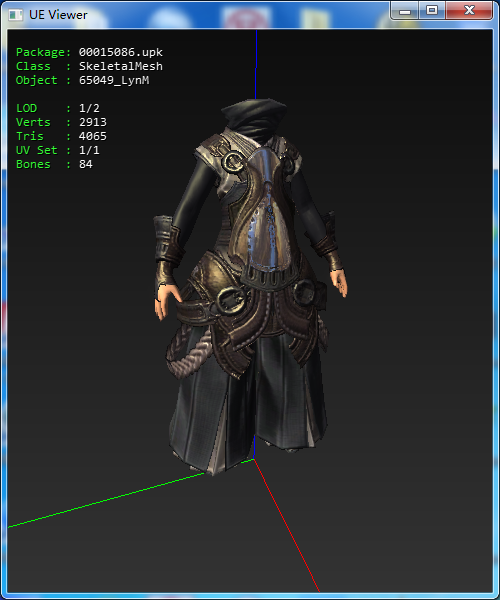 UE Viewer
Package: 00015086.upk
Class : SkeletalMesh
Object : 65049_LynM
LOD : 1/2
Verts : 2913
Tris : 4065
UV Set : 1/1
Bones : 84